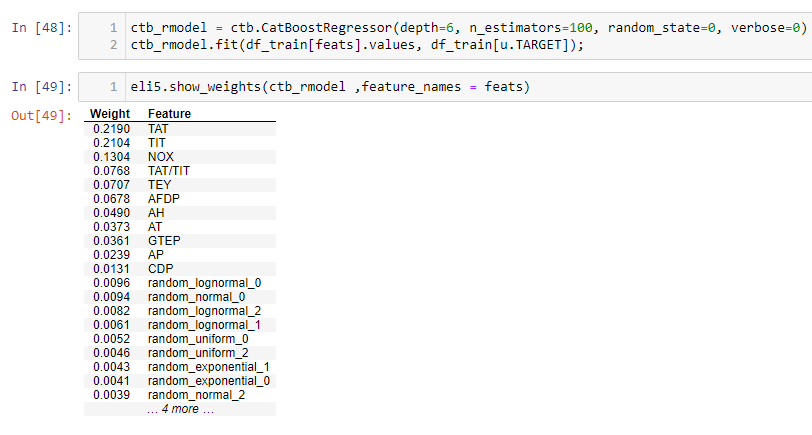 In [48]: 1 ctb_rmodel = ctb.CatBoostRegressor(depth=6, n_estimators=100, random_state=0, verbose=0)
2 ctb_rmodel.fit(df_train[feats].values, df_train[u.TARGET]);
In [49]: 1 eli5.show_weights(ctb_rmodel ,feature_names = feats)
Out[49]:
Weight Feature
0.2190 TAT
0.2104 TIT
0.1304 NOX
0.0768 TAT/TIT
0.0707 TEY
0.0678 AFDP
0.0490 AH
0.0373 AT
0.0361 GTEP
0.0239 AP
0.0131 CDP
0.0096 random_lognormal_0
0.0094 random_normal_0
0.0082 random_lognormal_2
0.0061 random_lognormal_1
0.0052 random_uniform_0
0.0046 random_uniform_2
0.0043 random_exponential_1
0.0041 random_exponential_0
0.0039 random_normal_2
… 4 more …